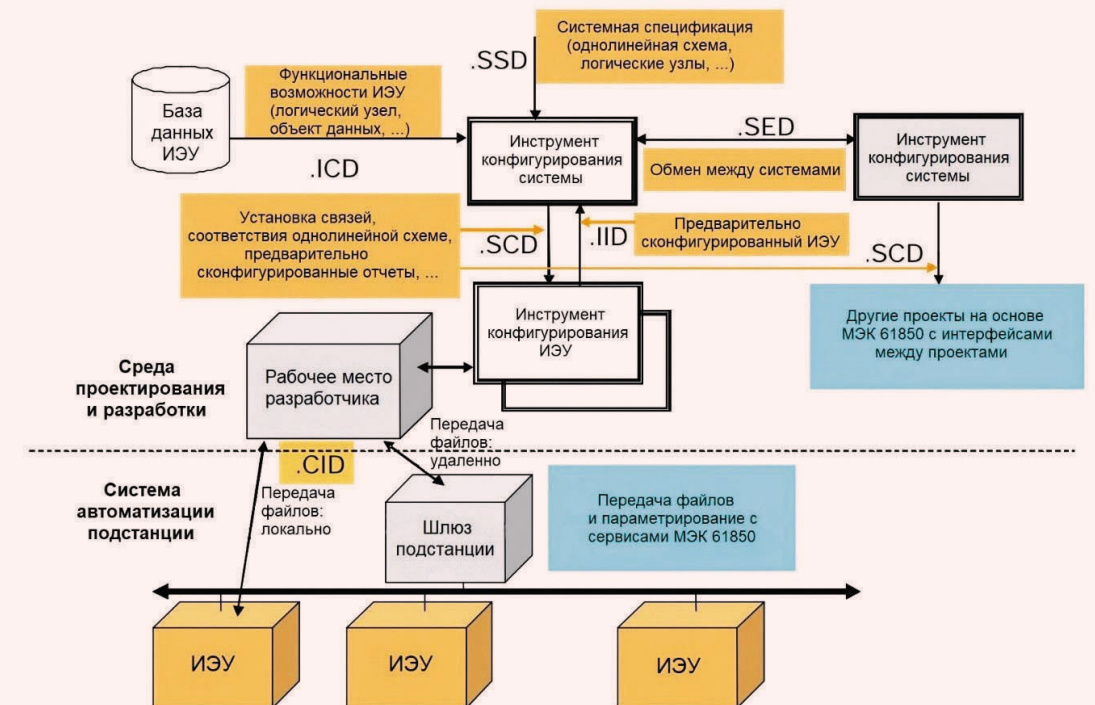 Системная спецификация
(однолинейная схема,
логические узлы, ...)
.SSD
Функциональные
возможности ИЭУ
(логический узел,
объект данных, ...)
База
данных
ИЭУ
.ICD
Инструмент
конфигурирования
системы
.SED
Обмен между системами
Инструмент
конфигурирования
системы
Установка связей,
соответствия однолинейной схеме,
предварительно
сконфигурированные отчеты, ...
.SCD
.IID
Предварительно
сконфигурированный ИЭУ
.SCD
Инструмент
конфигурирования
ИЭУ
Другие проекты на основе
МЭК 61850 с интерфейсами
между проектами
Среда
проектирования
и разработки
Рабочее место
разработчика
Передача
файлов:
удаленно
.CID
Передача
файлов:
локально
Система
автоматизации
подстанции
Шлюз
подстанции
Передача файлов
и параметрирование с
сервисами МЭК 61850
ИЭУ
ИЭУ
ИЭУ